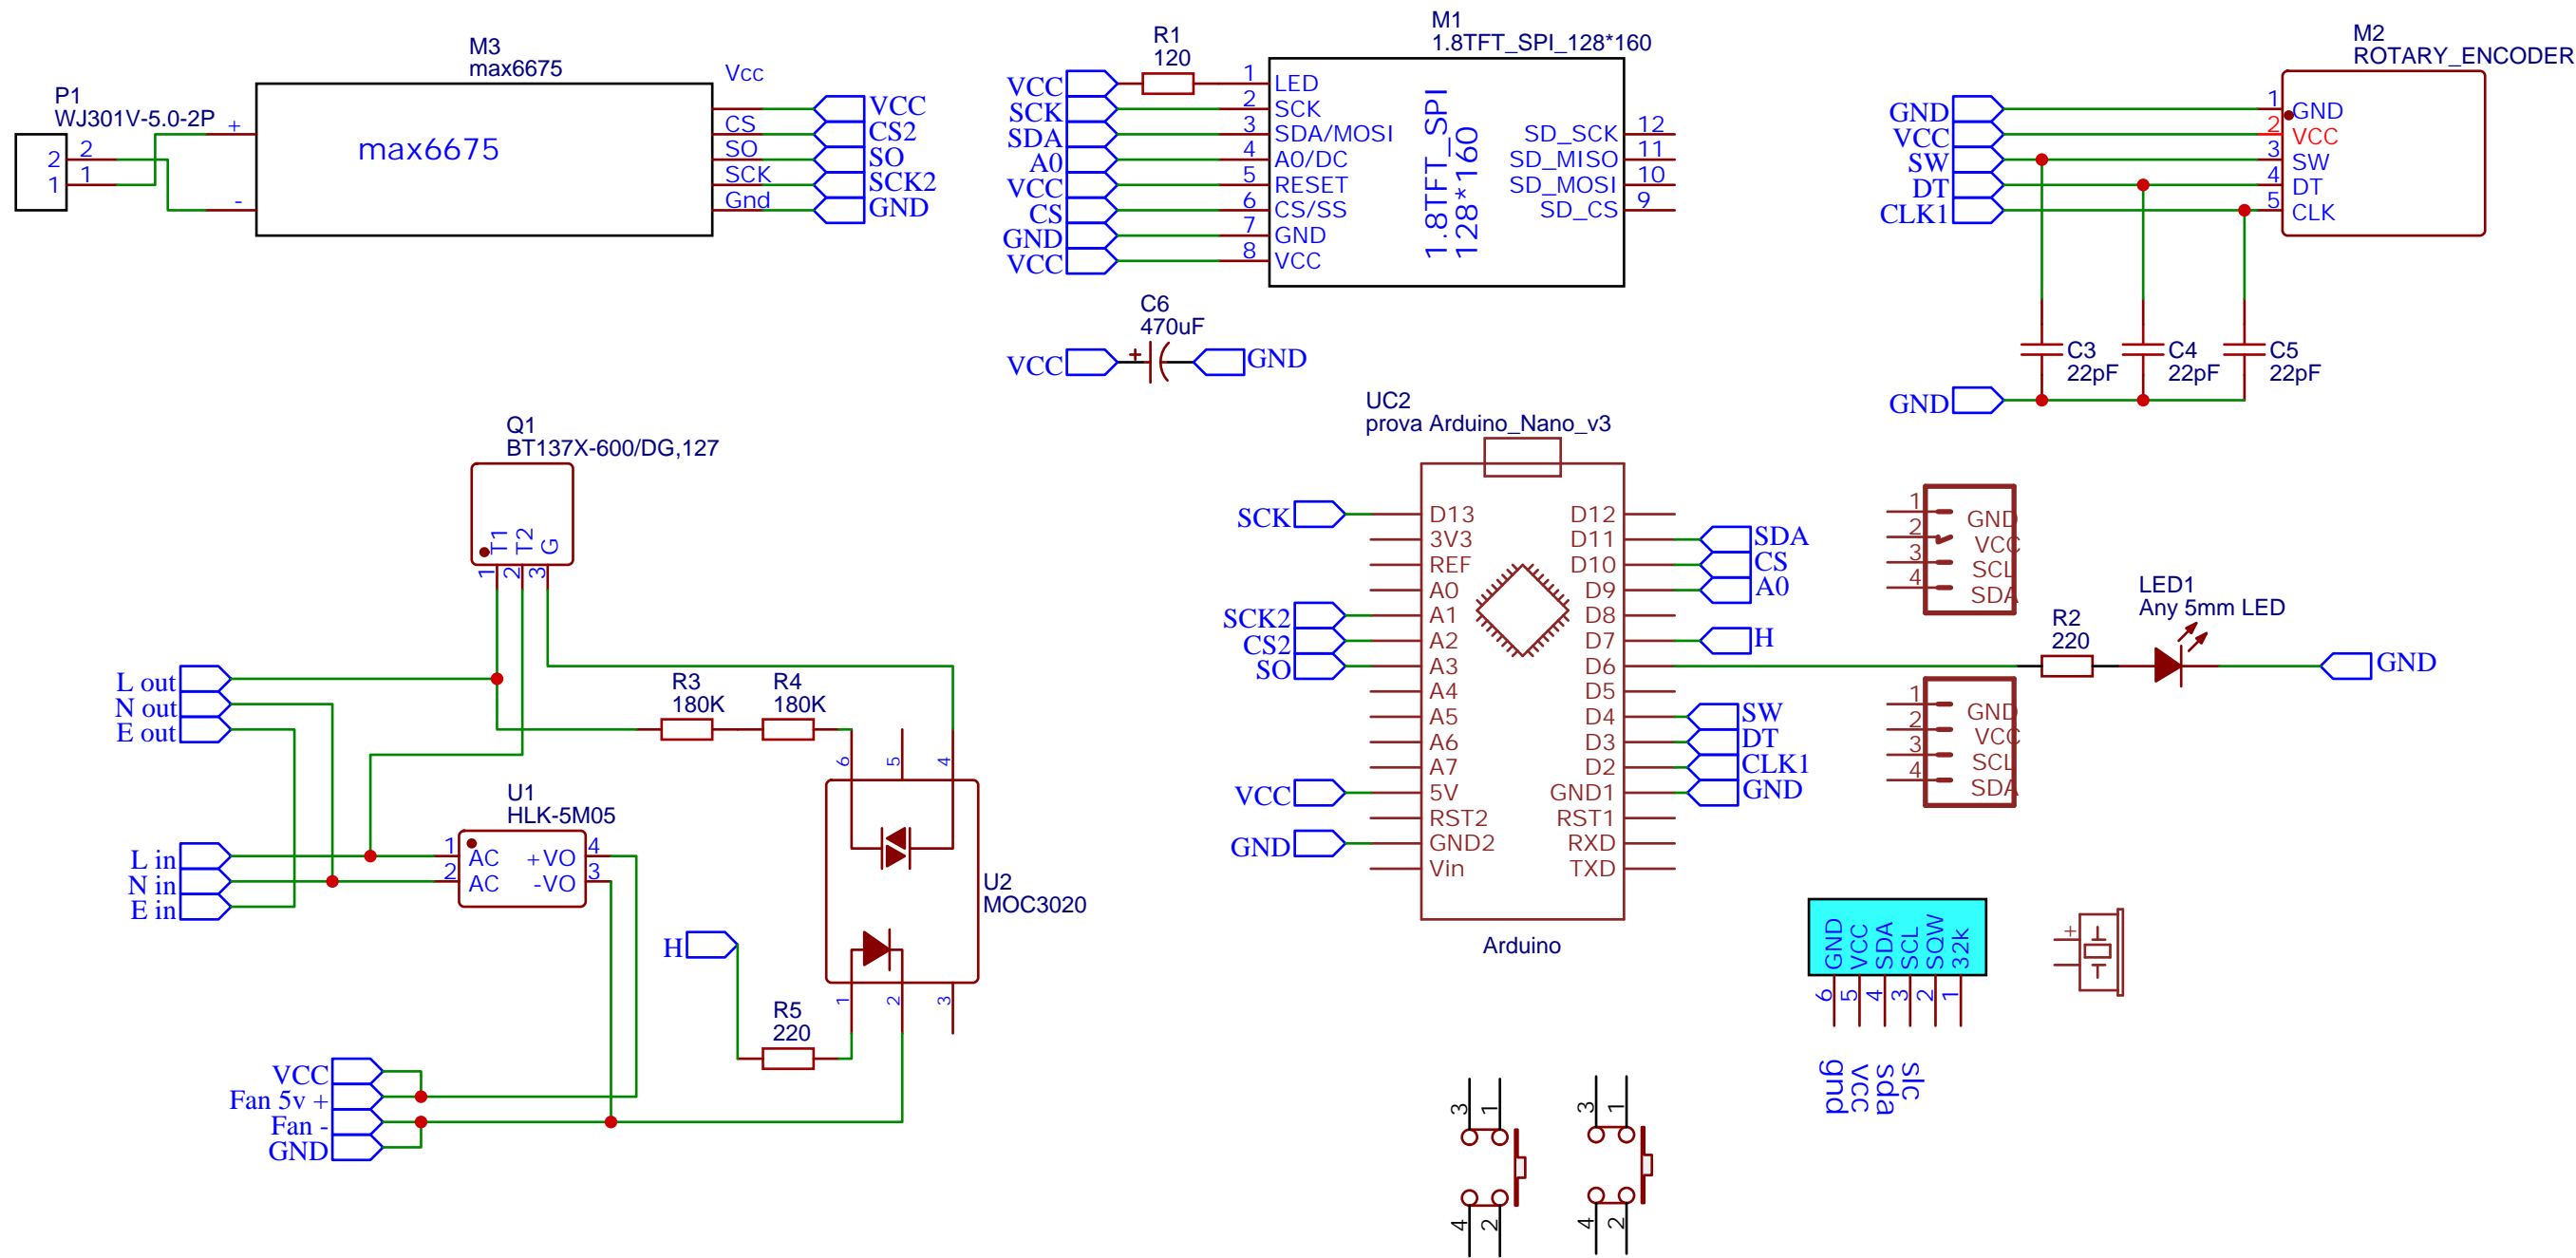 M3
max6675
P1
WJ301V-5.0-2P
2
1
2
1
+
-
max6675
Vcc
CS
SO
SCK
Gnd
VCC
CS2
SO
SCK2
GND
R1
120
M1
1.8TFT_SPI_128*160
VCC
SCK
SDA
A0
VCC
CS
GND
VCC
1 LED
2 SCK
3 SDA/MOSI
4 A0/DC
5 RESET
6 CS/SS
7 GND
8 VCC
1.8TFT_SPI
128*160
SD_SCK 12
SD_MISO 11
SD_MOSI 10
SD_CS 9
C6
470uF
VCC
+
GND
M2
ROTARY_ENCODER
GND
VCC
SW
DT
CLK1
1 GND
2 VCC
3 SW
4 DT
5 CLK
C3
22pF
C4
22pF
C5
22pF
GND
Q1
BT137X-600/DG,127
T1
T2
G
1
2
3
L out
N out
E out
R3
180K
R4
180K
6
5
4
U1
HLK-5M05
L in
N in
E in
1 AC
2 AC
+VO 4
-VO 3
U2
MOC3020
H
R5
220
1
2
3
VCC
Fan 5v +
Fan -
GND
UC2
prova Arduino_Nano_v3
SCK
SCK2
CS2
SO
VCC
GND
D13
3V3
REF
A0
A1
A2
A3
A4
A5
A6
A7
5V
RST2
GND2
Vin
D12
D11
D10
D9
D8
D7
D6
D5
D4
D3
D2
GND1
RST1
RXD
TXD
SDA
CS
A0
H
SW
DT
CLK1
GND
Arduino
1 GND
2 VCC
3 SCL
4 SDA
R2
220
LED1
Any 5mm LED
GND
1 GND
2 VCC
3 SCL
4 SDA
GND
VCC
SDA
SCL
SQW
32k
6
5
4
3
2
1
gnd
vcc
sda
slc
+
3
1
4
2
3
1
4
2